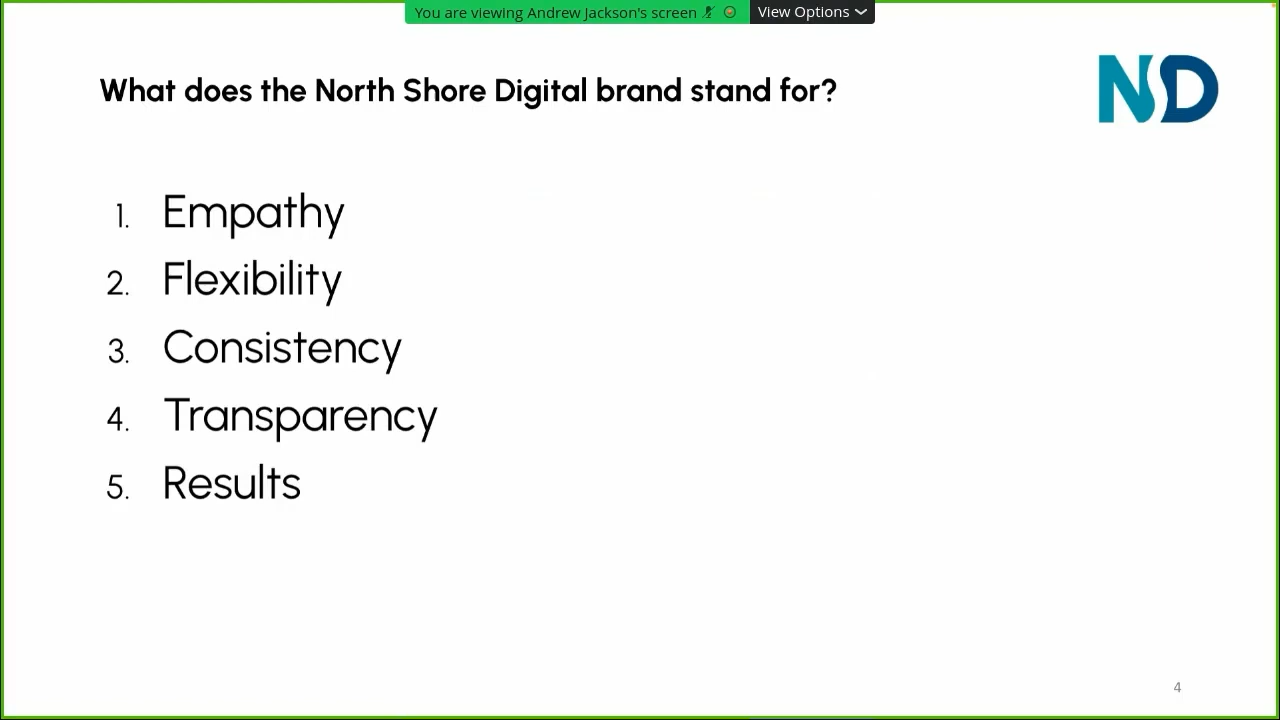 You are viewing Andrew Jackson's screen View Options
What does the North Shore Digital brand stand for?
ND
1. Empathy
2. Flexibility
3. Consistency
4. Transparency
5. Results
4